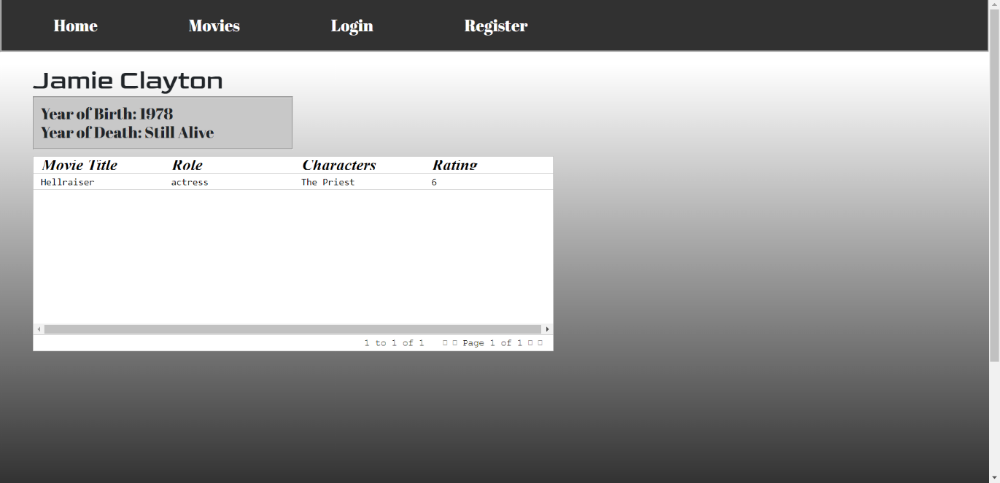 Home Movies Login Register
Jamie Clayton
Year of Birth: 1978
Year of Death: Still Alive
Movie Title Role Characters Rating
Hellraiser actress The Priest 6
1 to 1 of 1 Page 1 of 1